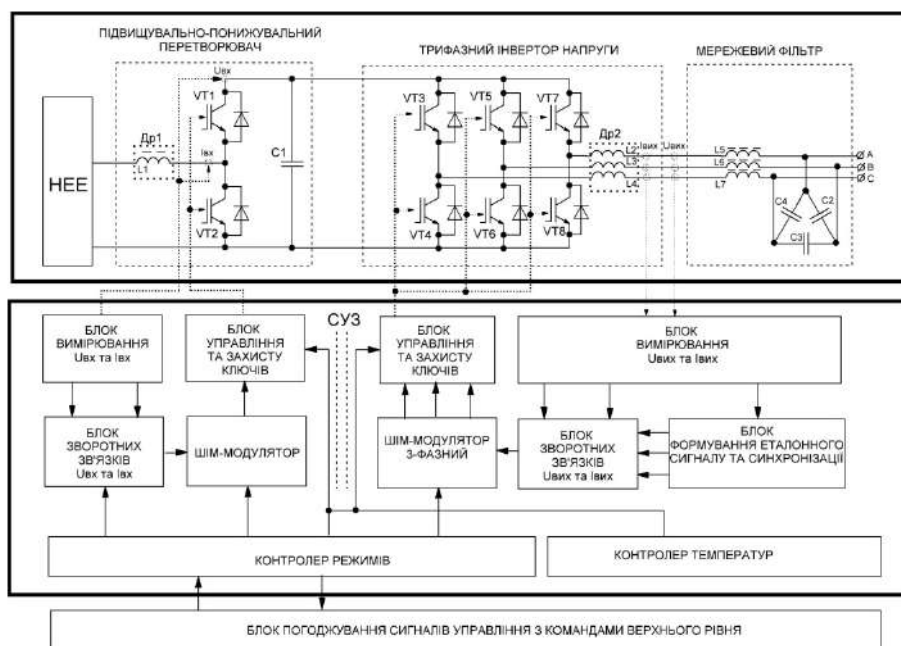 ПІДВИЩУВАЛЬНО-ПОНИЖУВАЛЬНИЙ
ПЕРЕТВОРЮВАЧ
ТРИФАЗНИЙ ІНВЕРТОР НАПРУГИ
МЕРЕЖЕВИЙ ФІЛЬТР
Uвх
VT1
VT3
VT5
VT7
Др1
Iвх
L1
C1
Др2
Iвих
Uвих
L2
L3
L4
L5
L6
L7
A
B
C
НЕЕ
VT2
VT4
VT6
VT8
C4
C2
C3
СУЗ
БЛОК
ВИМІРЮВАННЯ
Uвх та Iвх
БЛОК
УПРАВЛІННЯ
ТА ЗАХИСТУ
КЛЮЧІВ
БЛОК
УПРАВЛІННЯ
ТА ЗАХИСТУ
КЛЮЧІВ
БЛОК
ВИМІРЮВАННЯ
Uвих та Iвих
БЛОК
ЗВОРОТНИХ
ЗВ'ЯЗКІВ
Uвх та Iвх
ШІМ-МОДУЛЯТОР
ШІМ-МОДУЛЯТОР
3-ФАЗНИЙ
БЛОК
ЗВОРОТНИХ
ЗВ'ЯЗКІВ
Uвих та Iвих
БЛОК
ФОРМУВАННЯ ЕТАЛОННОГО
СИГНАЛУ ТА СИНХРОНІЗАЦІЇ
КОНТРОЛЕР РЕЖИМІВ
КОНТРОЛЕР ТЕМПЕРАТУР
БЛОК ПОГОДЖУВАННЯ СИГНАЛІВ УПРАВЛІННЯ З КОМАНДАМИ ВЕРХНЬОГО РІВНЯ